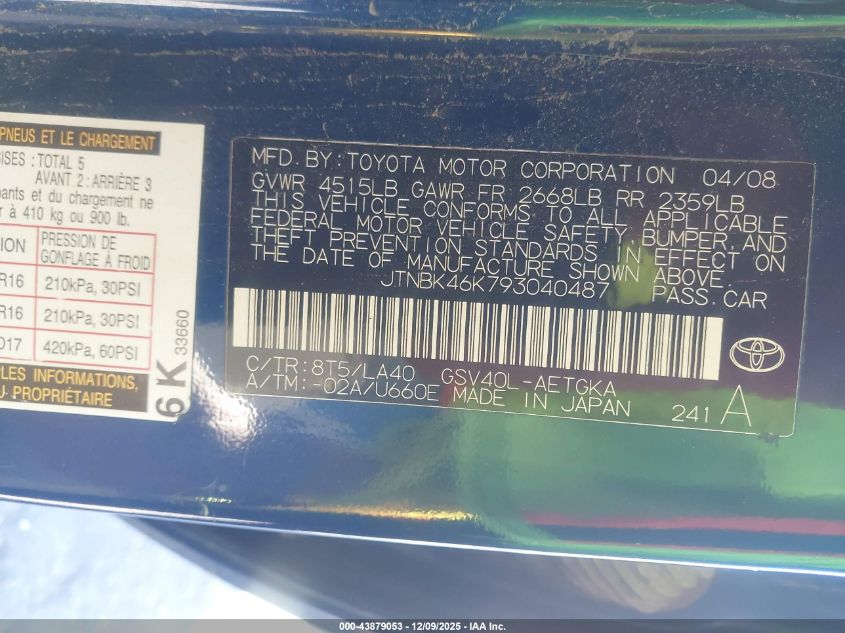 PNEUS ET LE CHARGEMENT
TOTAL 5
AVANT 2 : ARRIÈRE 3
et du chargement ne
410 kg ou 900 lb.
PRESSION DE
GONFLAGE À FROID
R16 210kPa, 30PSI
R16 210kPa, 30PSI
D17 420kPa, 60PSI
LES INFORMATIONS,
PROPRIÉTAIRE
6K 33660
MFD. BY: TOYOTA MOTOR CORPORATION 04/08
GVWR 4515LB GAWR FR 2668LB RR 2359LB
THIS VEHICLE CONFORMS TO ALL APPLICABLE
FEDERAL MOTOR VEHICLE SAFETY, BUMPER, AND
THEFT PREVENTION STANDARDS IN EFFECT ON
THE DATE OF MANUFACTURE SHOWN ABOVE.
JTNBK46K793040487 PASS. CAR
C/TR: 8T5/LA40 GSV40L-AETGKA
A/TM: -02A/U660E MADE IN JAPAN 241 A
000-43879053 - 12/09/2025 - IAA Inc.